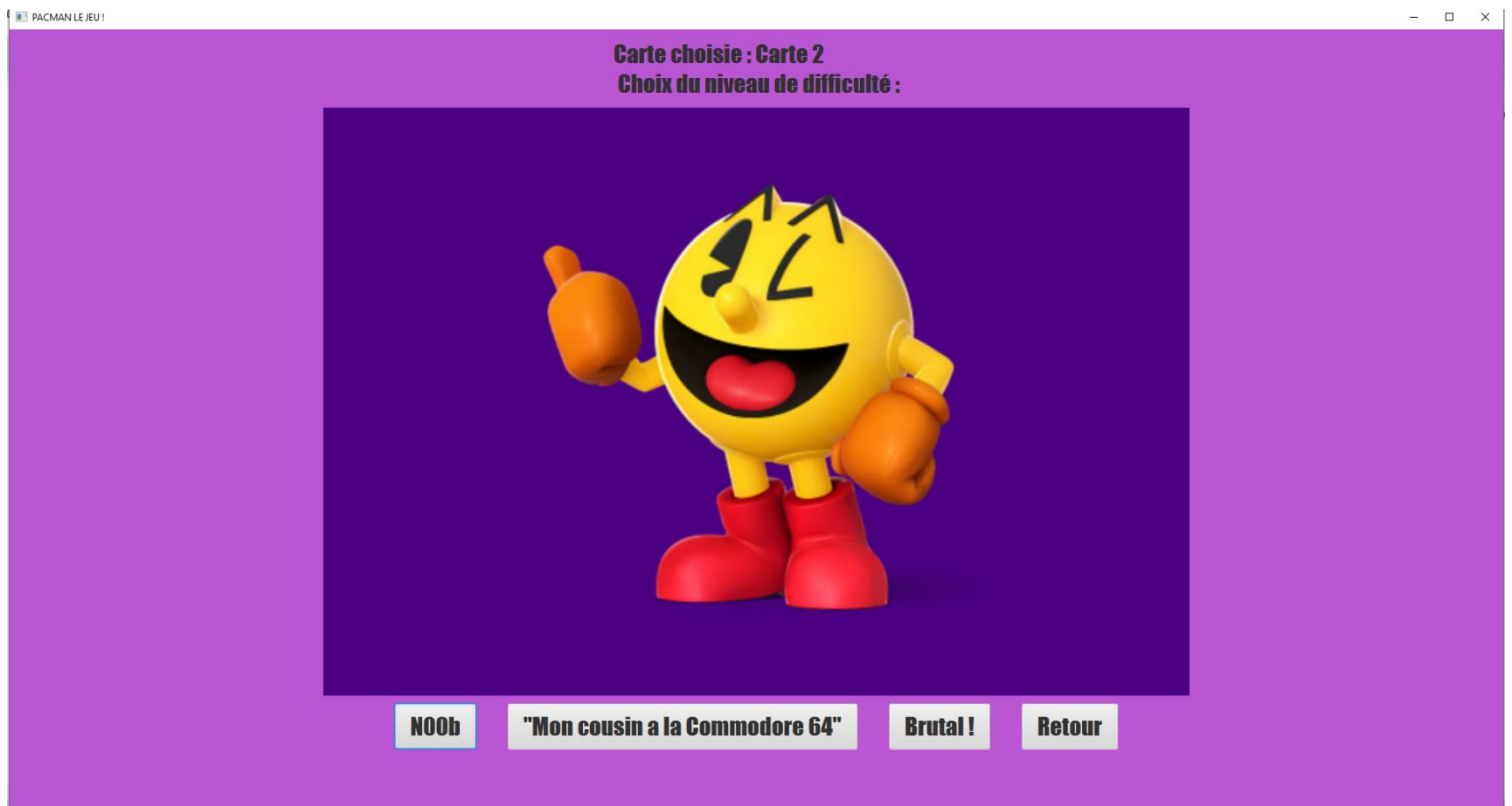 PACMAN LE JEU !
Carte choisie : Carte 2
Choix du niveau de difficulté :
N00b
"Mon cousin a la Commodore 64"
Brutal !
Retour